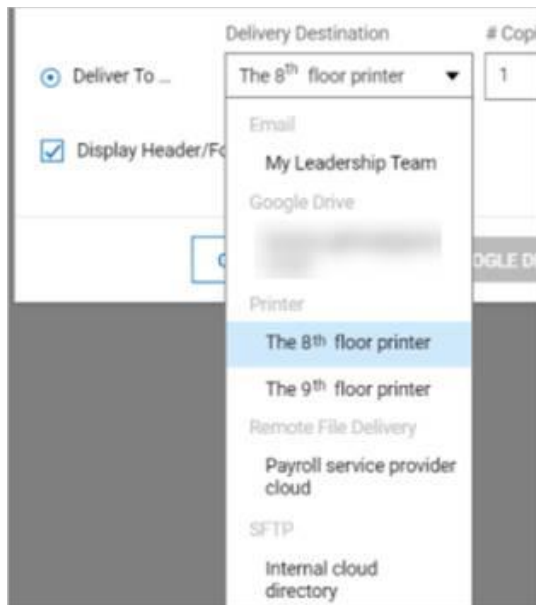 Delivery Destination
# Copi
Deliver To ...
The 8th floor printer
1
Display Header/Fo
Email
My Leadership Team
Google Drive
OGLE D
Printer
The 8th floor printer
The 9th floor printer
Remote File Delivery
Payroll service provider
cloud
SFTP
Internal cloud
directory